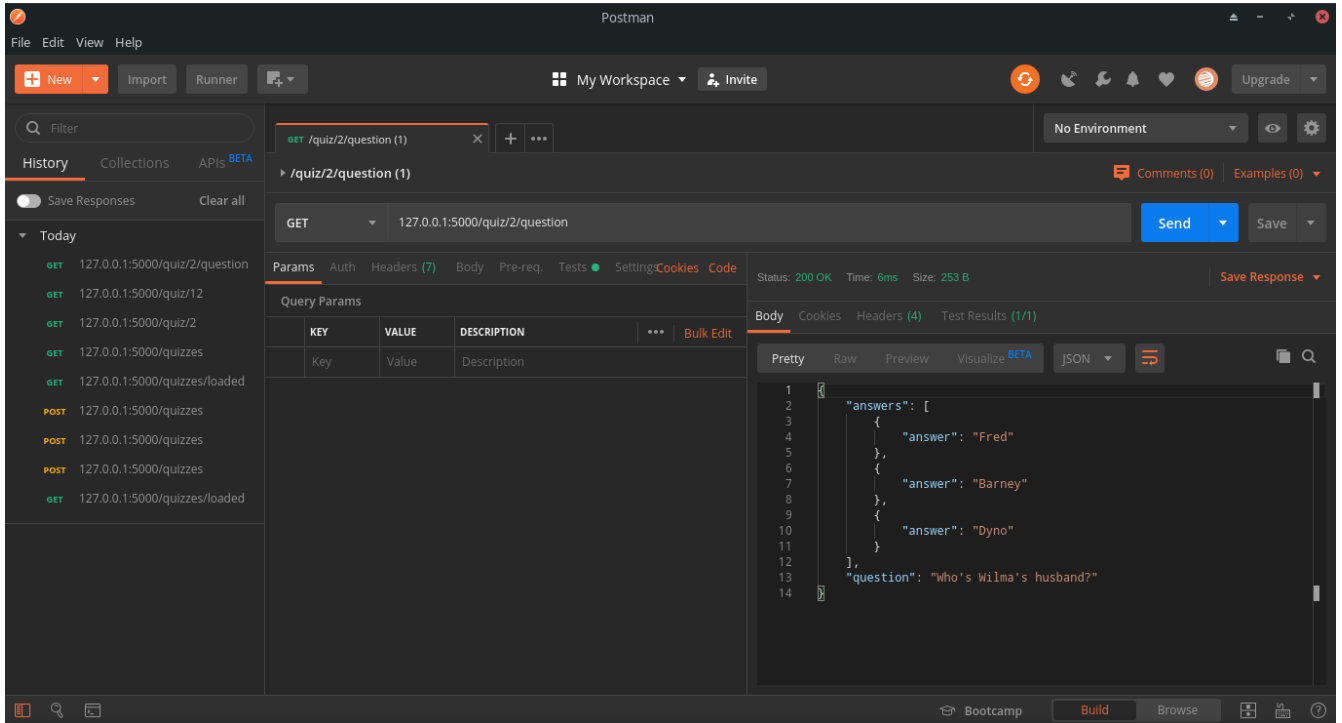 Postman
File Edit View Help
New Import Runner My Workspace Invite Upgrade
Filter
History Collections APIs BETA
Save Responses Clear all
Today
GET 127.0.0.1:5000/quiz/2/question
GET 127.0.0.1:5000/quiz/12
GET 127.0.0.1:5000/quiz/2
GET 127.0.0.1:5000/quizzes
GET 127.0.0.1:5000/quizzes/loaded
POST 127.0.0.1:5000/quizzes
POST 127.0.0.1:5000/quizzes
POST 127.0.0.1:5000/quizzes
GET 127.0.0.1:5000/quizzes/loaded
GET /quiz/2/question (1)
No Environment
/quiz/2/question (1) Comments (0) Examples (0)
GET 127.0.0.1:5000/quiz/2/question Send Save
Params Auth Headers (7) Body Pre-req. Tests Settings Cookies Code
Query Params
KEY VALUE DESCRIPTION Bulk Edit
Key Value Description
Status: 200 OK Time: 6ms Size: 253 B Save Response
Body Cookies Headers (4) Test Results (1/1)
Pretty Raw Preview Visualize BETA JSON
1 {
2 "answers": [
3 {
4 "answer": "Fred"
5 },
6 {
7 "answer": "Barney"
8 },
9 {
10 "answer": "Dyno"
11 }
12 ],
13 "question": "Who's Wilma's husband?"
14 }
Bootcamp Build Browse